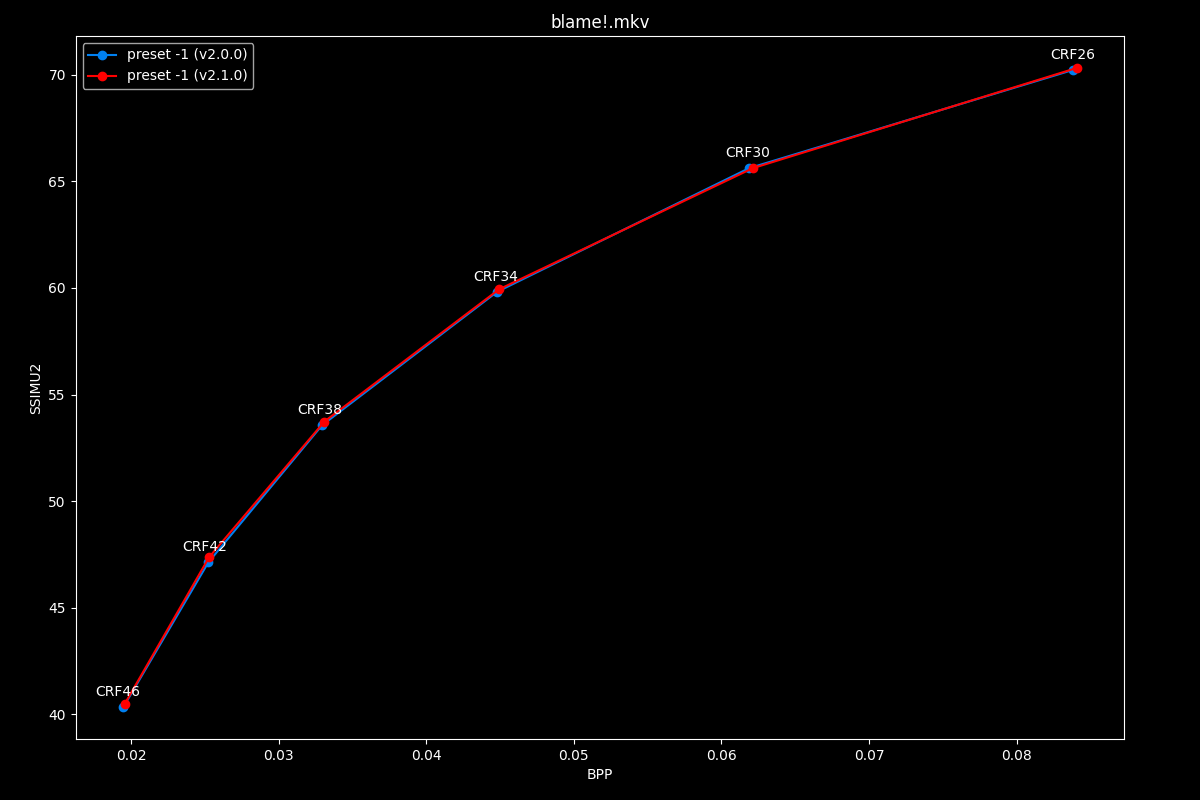 blame!.mkv
preset -1 (v2.0.0)
preset -1 (v2.1.0)
CRF26
CRF30
CRF34
CRF38
CRF42
CRF46
70
65
60
55
50
45
40
SSIMU2
0.02 0.03 0.04 0.05 0.06 0.07 0.08
BPP